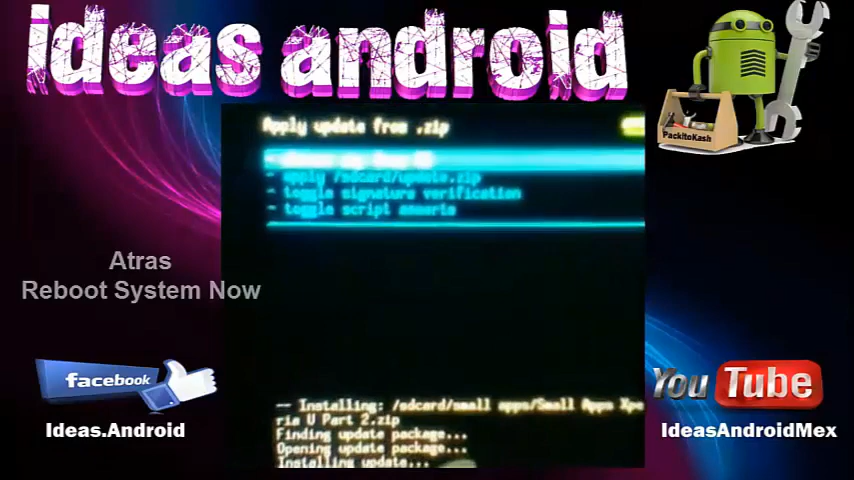 ideas android
PackitoKash
Apply update from .zip
- apply /sdcard/update.zip
- toggle signature verification
- toggle script asserts
Atras
Reboot System Now
facebook
Ideas.Android
You Tube
IdeasAndroidMex
-- Installing: /sdcard/small apps/Small Apps Xpe
ria U Part 2.zip
Finding update package...
Opening update package...
Installing update...